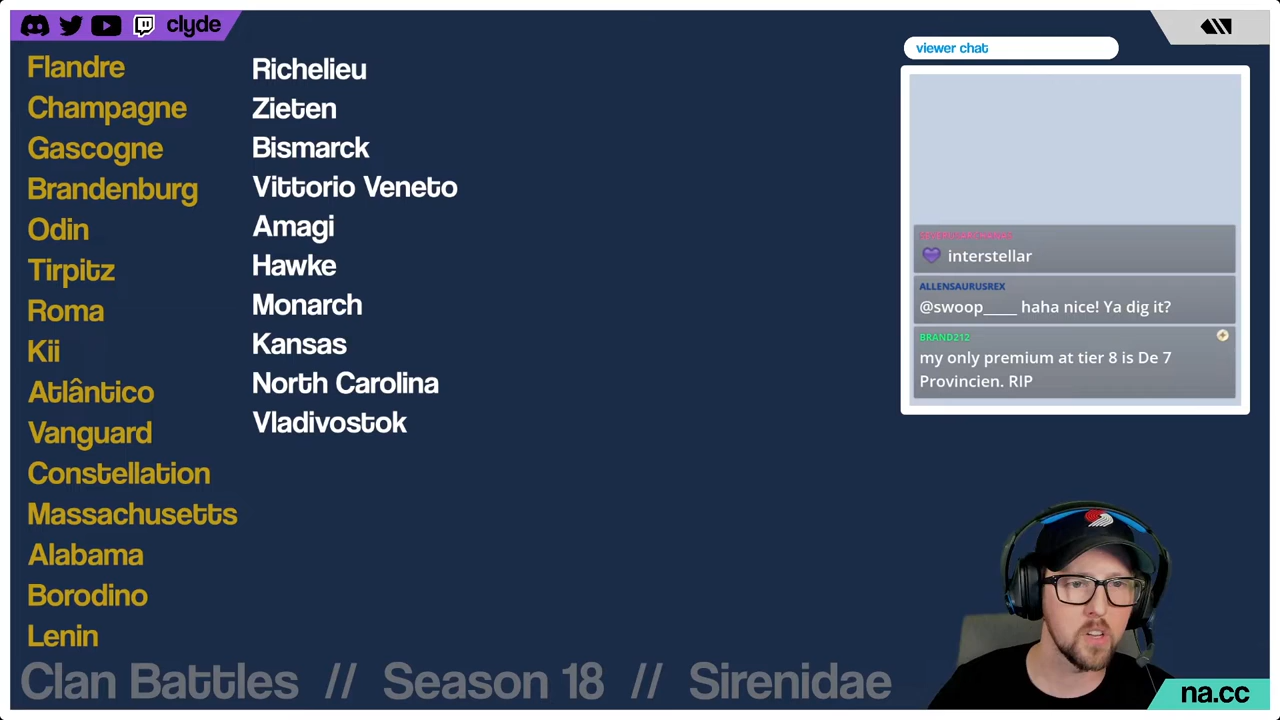 clyde
Flandre
Champagne
Gascogne
Brandenburg
Odin
Tirpitz
Roma
Kii
Atlântico
Vanguard
Constellation
Massachusetts
Alabama
Borodino
Lenin
Richelieu
Zieten
Bismarck
Vittorio Veneto
Amagi
Hawke
Monarch
Kansas
North Carolina
Vladivostok
viewer chat
💜 interstellar
ALLENSAURUSREX
@swoop_____ haha nice! Ya dig it?
BRAND212
my only premium at tier 8 is De 7
Provincien. RIP
Clan Battles // Season 18 // Sirenidae
na.cc